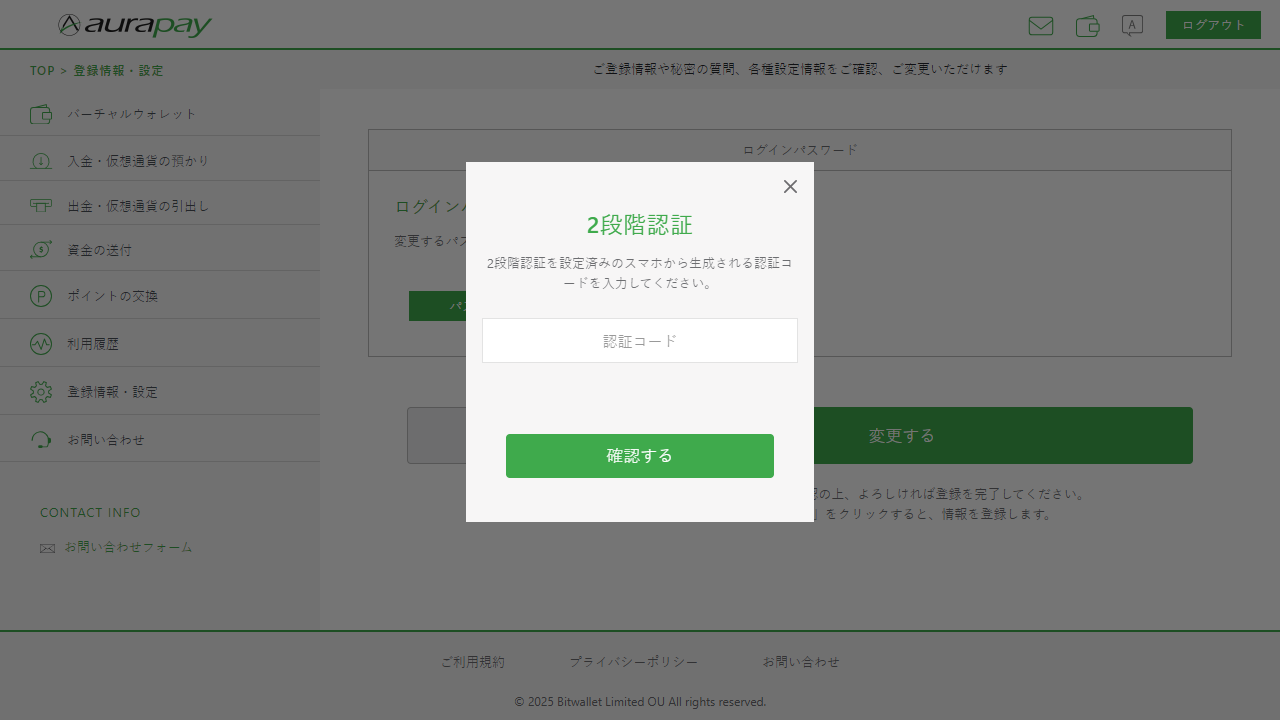 aurapay
A
ログアウト
TOP > 登録情報・設定
ご登録情報や秘密の質問、各種設定情報をご確認、ご変更いただけます
バーチャルウォレット
入金・仮想通貨の預かり
出金・仮想通貨の引出し
資金の送付
ポイントの交換
利用履歴
登録情報・設定
お問い合わせ
CONTACT INFO
お問い合わせフォーム
ログインパスワード
ログイン
変更するパス
2段階認証
2段階認証を設定済みのスマホから生成される認証コ
ードを入力してください。
認証コード
確認する
変更する
の上、よろしければ登録を完了してください。
」をクリックすると、情報を登録します。
ご利用規約
プライバシーポリシー
お問い合わせ
© 2025 Bitwallet Limited OU All rights reserved.